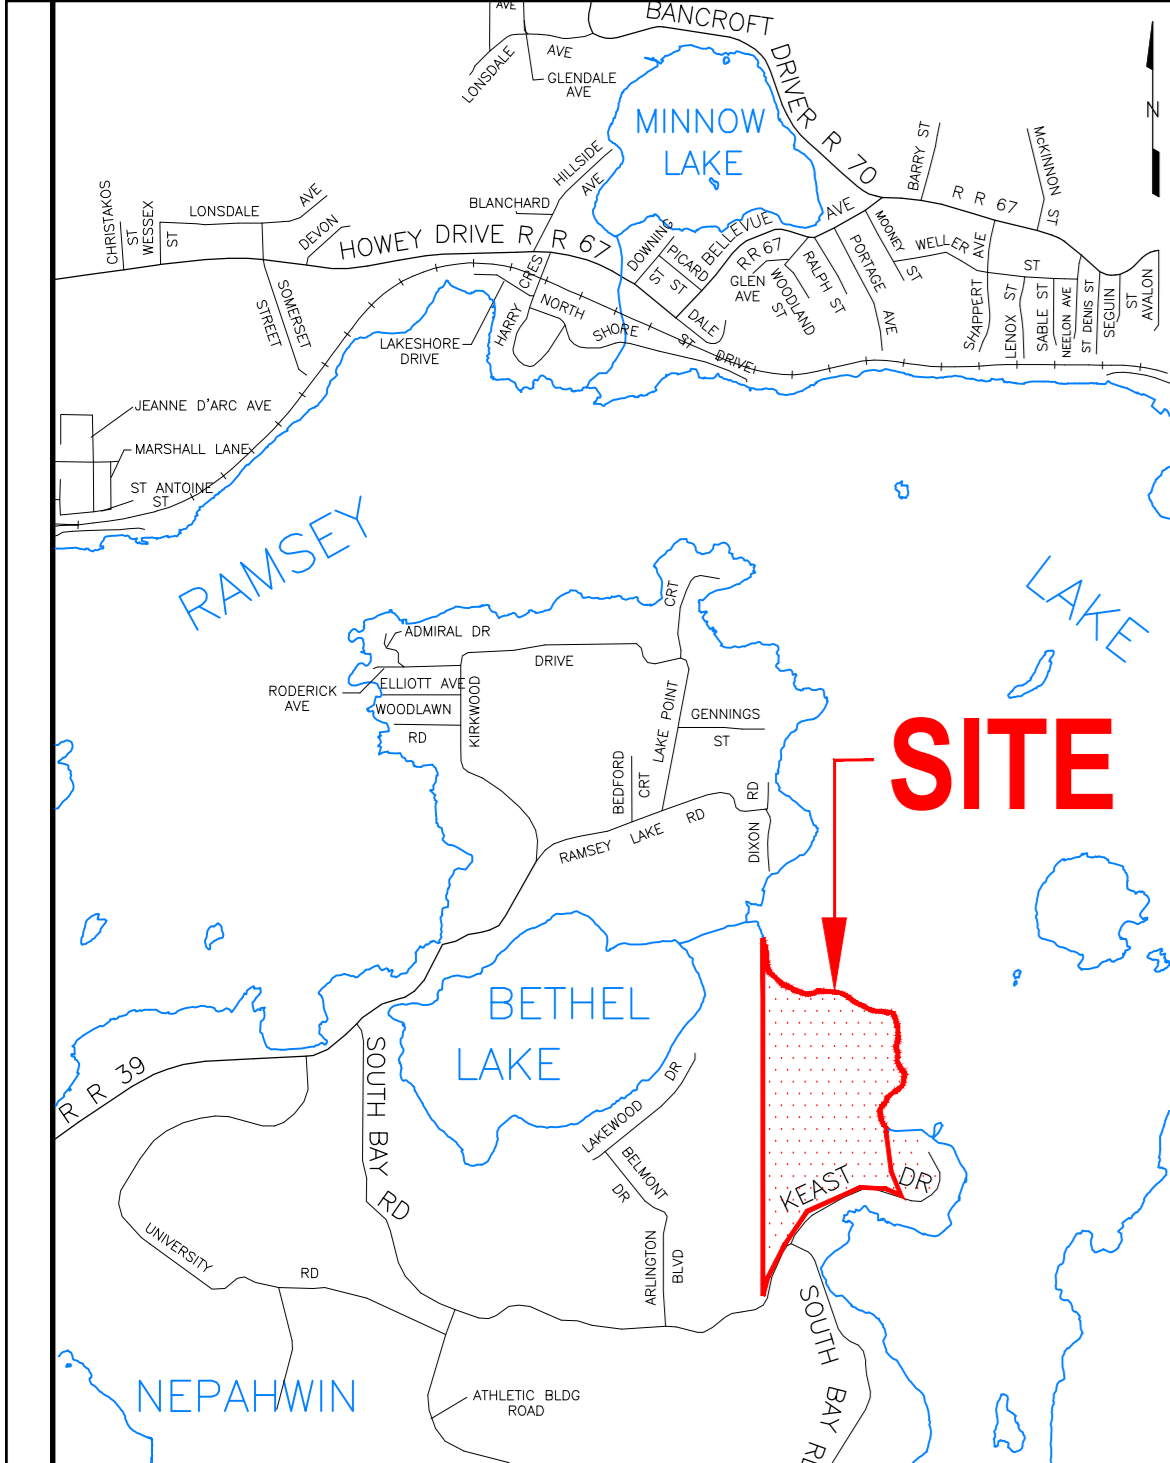 AVE
BANCROFT
DRIVER R 70
LONSDALE
AVE
GLENDALE
AVE
MINNOW
LAKE
N
BARRY ST
McKINNON
ST
R R 67
HILLSIDE
AVE
BLANCHARD
CHRISTAKOS
ST
WESSEX
ST
LONSDALE
AVE
DEVON
HOWEY DRIVE R R 67
DOWNING
ST
PICARD
ST
BELLEVUE
AVE
RR 67
GLEN
AVE
WOODLAND
ST
RALPH ST
PORTAGE
AVE
MOONEY
ST
WELLER
ST
SHAPPERT
AVE
LENOX ST
SABLE ST
NEELON AVE
ST DENIS ST
SEGUIN
ST
AVALON
SOMERSET
STREET
HARRY
CRES
NORTH
SHORE
DRIVE
DALE
ST
LAKESHORE
DRIVE
JEANNE D'ARC AVE
MARSHALL LANE
ST ANTOINE
ST
RAMSEY
LAKE
CRT
ADMIRAL DR
DRIVE
RODERICK
AVE
ELLIOTT AVE
WOODLAWN
RD
KIRKWOOD
LAKE POINT
GENNINGS
ST
BEDFORD
CRT
SITE
RAMSEY LAKE RD
DIXON
RD
BETHEL
LAKE
R R 39
SOUTH BAY
RD
LAKEWOOD
DR
BELMONT
DR
KEAST
DR
UNIVERSITY
RD
ARLINGTON
BLVD
SOUTH
BAY
NEPAHWIN
ATHLETIC BLDG
ROAD